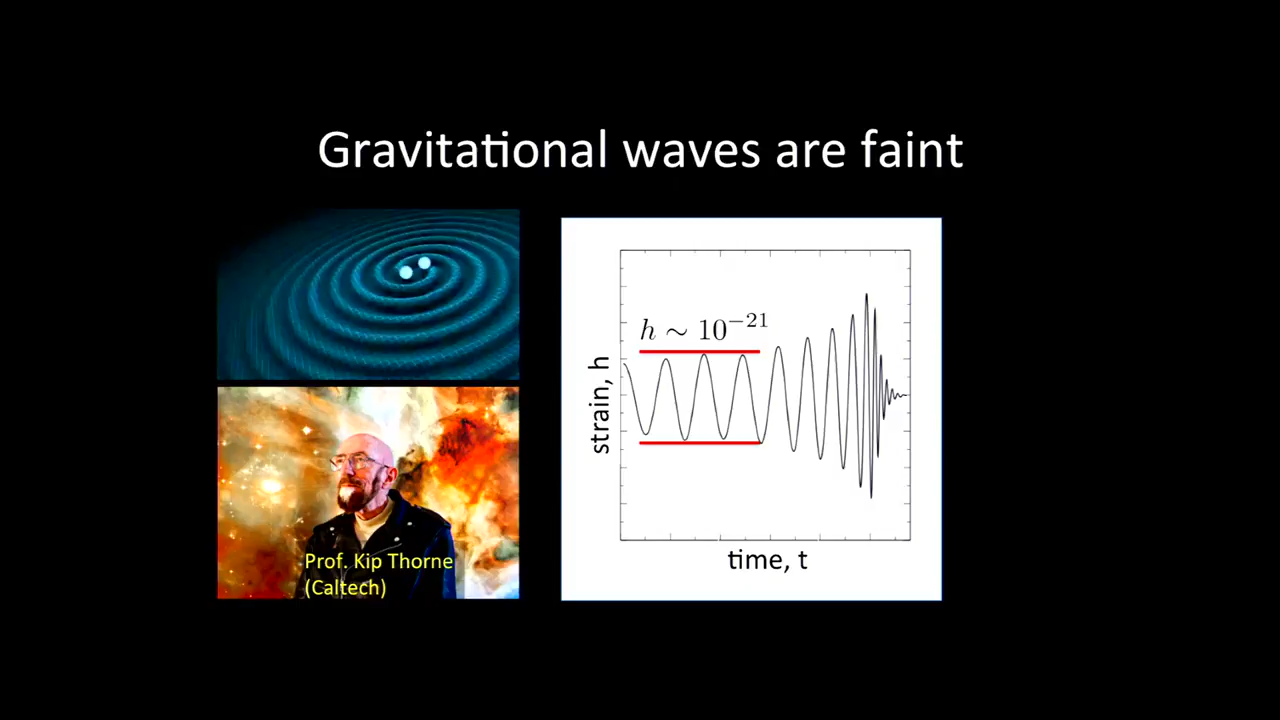 Gravitational waves are faint
Prof. Kip Thorne
(Caltech)
h ∼ 10⁻²¹
strain, h
time, t